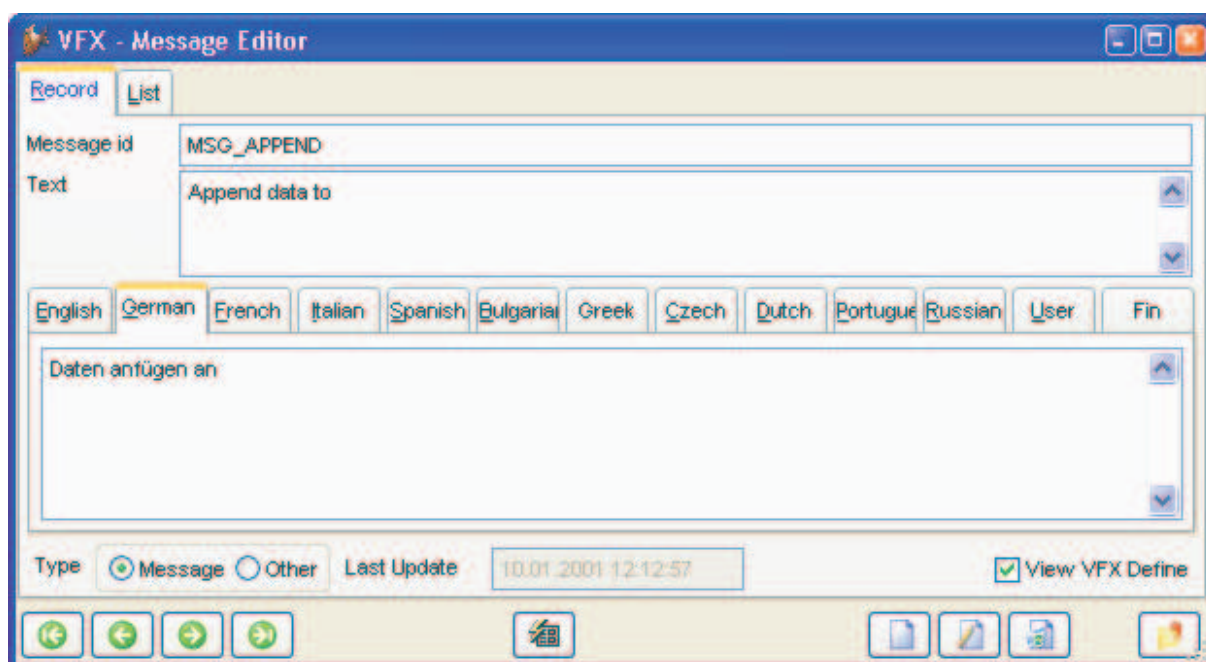 VFX - Message Editor
Record List
Message id MSG_APPEND
Text Append data to
English German French Italian Spanish Bulgarian Greek Czech Dutch Portugue Russian User Fin
Daten anfügen an
Type Message Other Last Update 10.01.2001 12:12:57 View VFX Define